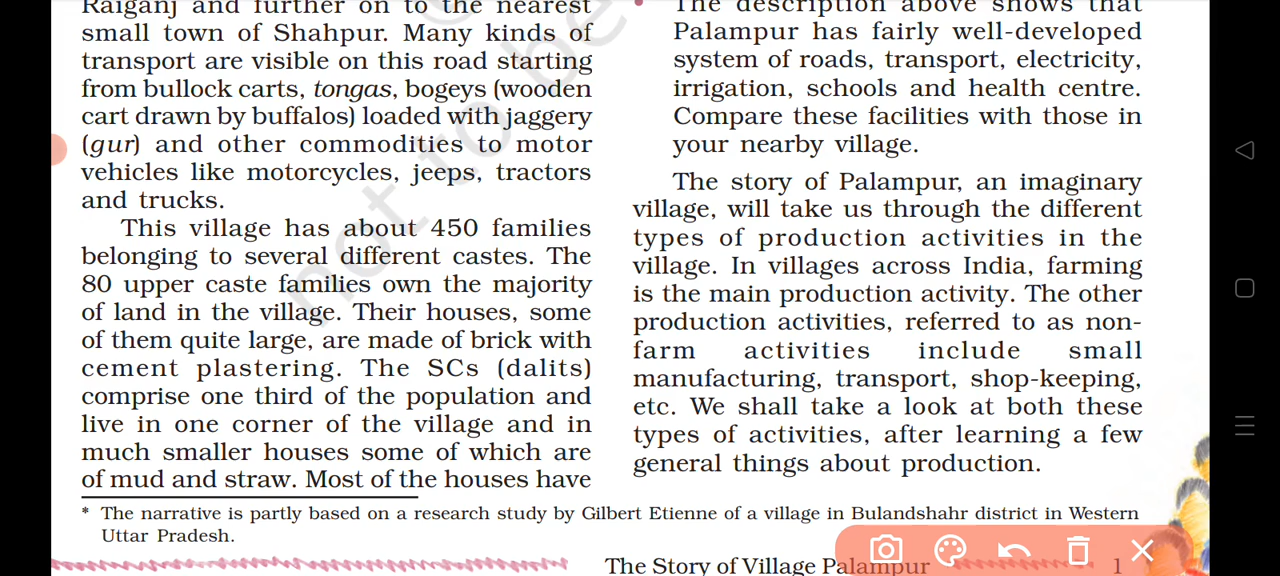 Raiganj and further on to the nearest
small town of Shahpur. Many kinds of
transport are visible on this road starting
from bullock carts, tongas, bogeys (wooden
cart drawn by buffalos) loaded with jaggery
(gur) and other commodities to motor
vehicles like motorcycles, jeeps, tractors
and trucks.
This village has about 450 families
belonging to several different castes. The
80 upper caste families own the majority
of land in the village. Their houses, some
of them quite large, are made of brick with
cement plastering. The SCs (dalits)
comprise one third of the population and
live in one corner of the village and in
much smaller houses some of which are
of mud and straw. Most of the houses have
• The description above shows that
Palampur has fairly well-developed
system of roads, transport, electricity,
irrigation, schools and health centre.
Compare these facilities with those in
your nearby village.
The story of Palampur, an imaginary
village, will take us through the different
types of production activities in the
village. In villages across India, farming
is the main production activity. The other
production activities, referred to as non-
farm activities include small
manufacturing, transport, shop-keeping,
etc. We shall take a look at both these
types of activities, after learning a few
general things about production.
* The narrative is partly based on a research study by Gilbert Etienne of a village in Bulandshahr district in Western
Uttar Pradesh.
The Story of Village Palampur 1
not to be